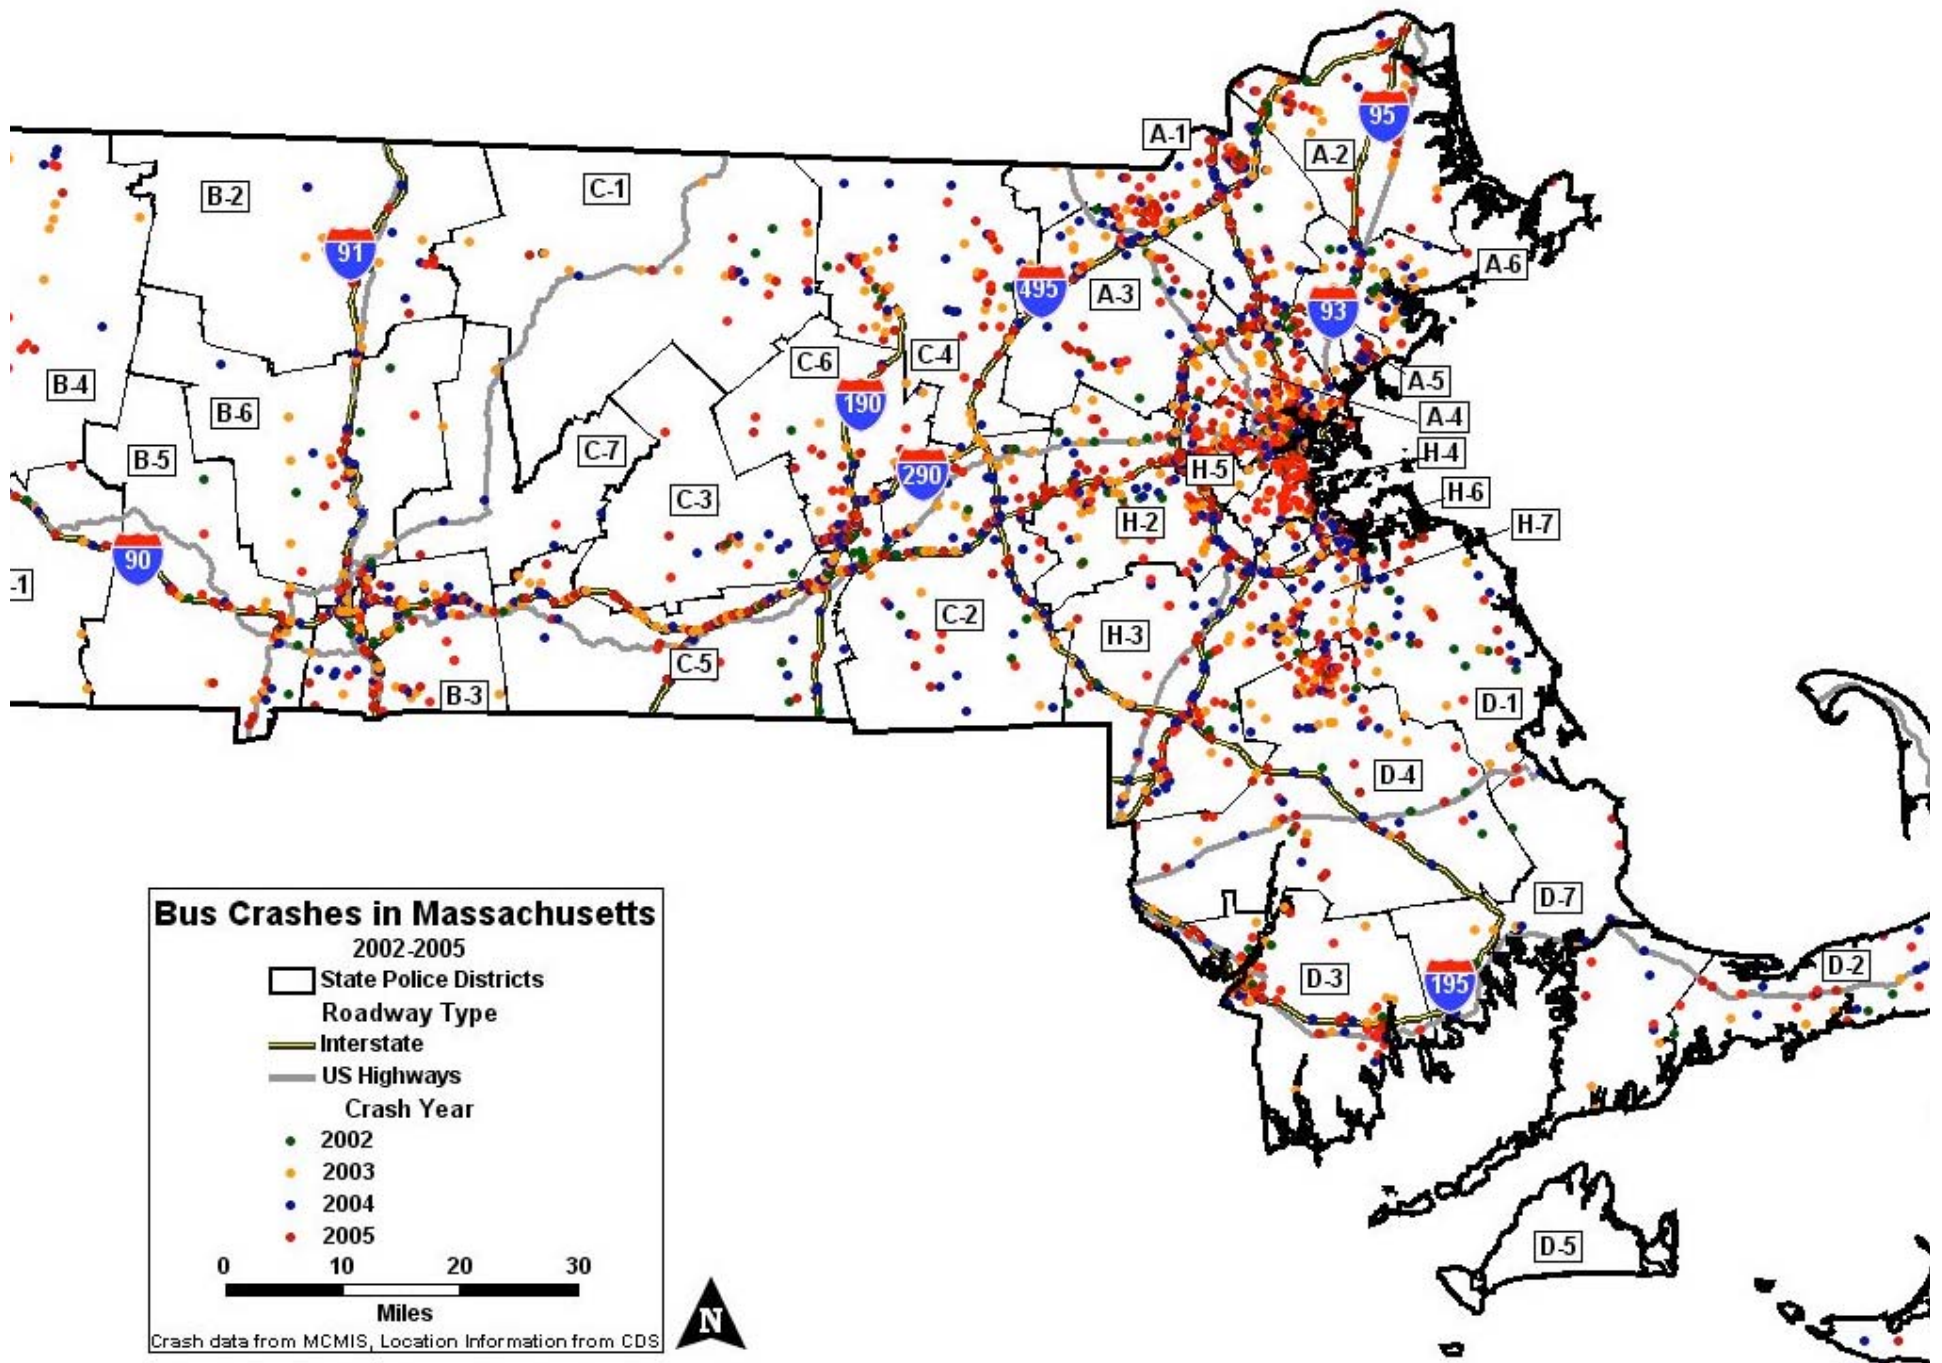 A-1
95
A-2
B-2
C-1
91
A-6
495
A-3
93
C-6
C-4
B-4
B-6
190
A-5
A-4
C-7
B-5
H-4
H-5
290
C-3
H-6
H-2
H-7
90
-1
C-2
H-3
C-5
B-3
D-1
D-4
D-7
D-2
D-3
195
D-5
Bus Crashes in Massachusetts
2002-2005
State Police Districts
Roadway Type
Interstate
US Highways
Crash Year
2002
2003
2004
2005
0 10 20 30
Miles
Crash data from MCMIS, Location Information from CDS
N